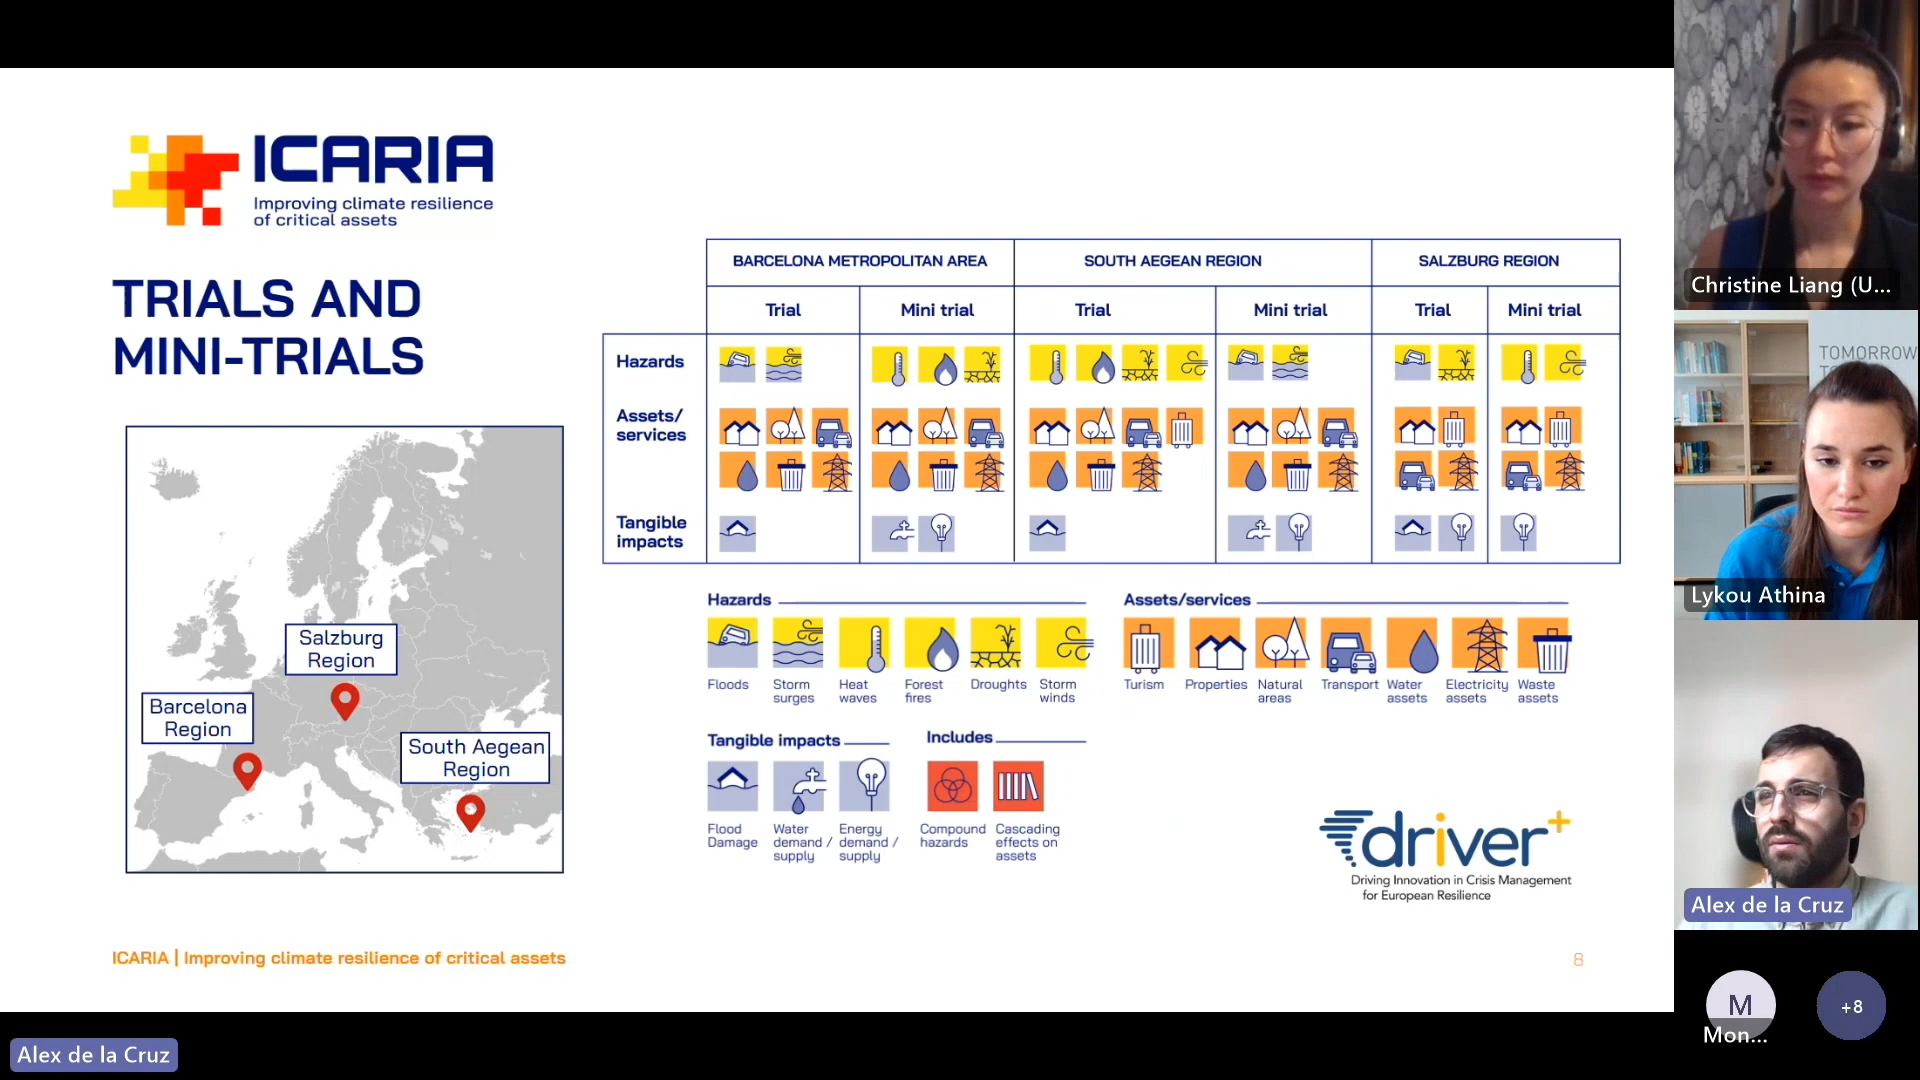 ICARIA
Improving climate resilience
of critical assets
TRIALS AND
MINI-TRIALS
Salzburg
Region
Barcelona
Region
South Aegean
Region
BARCELONA METROPOLITAN AREA
SOUTH AEGEAN REGION
SALZBURG REGION
Trial
Mini trial
Trial
Mini trial
Trial
Mini trial
Hazards
Assets/
services
Tangible
impacts
Hazards
Floods
Storm
surges
Heat
waves
Forest
fires
Droughts
Storm
winds
Assets/services
Turism
Properties
Natural
areas
Transport
Water
assets
Electricity
assets
Waste
assets
Tangible impacts
Flood
Damage
Water
demand /
supply
Energy
demand /
supply
Includes
Compound
hazards
Cascading
effects on
assets
driver+
Driving Innovation in Crisis Management
for European Resilience
ICARIA | Improving climate resilience of critical assets
8
Alex de la Cruz
Christine Liang (U...
TOMORROW
Lykou Athina
Alex de la Cruz
M
Mon...
+8